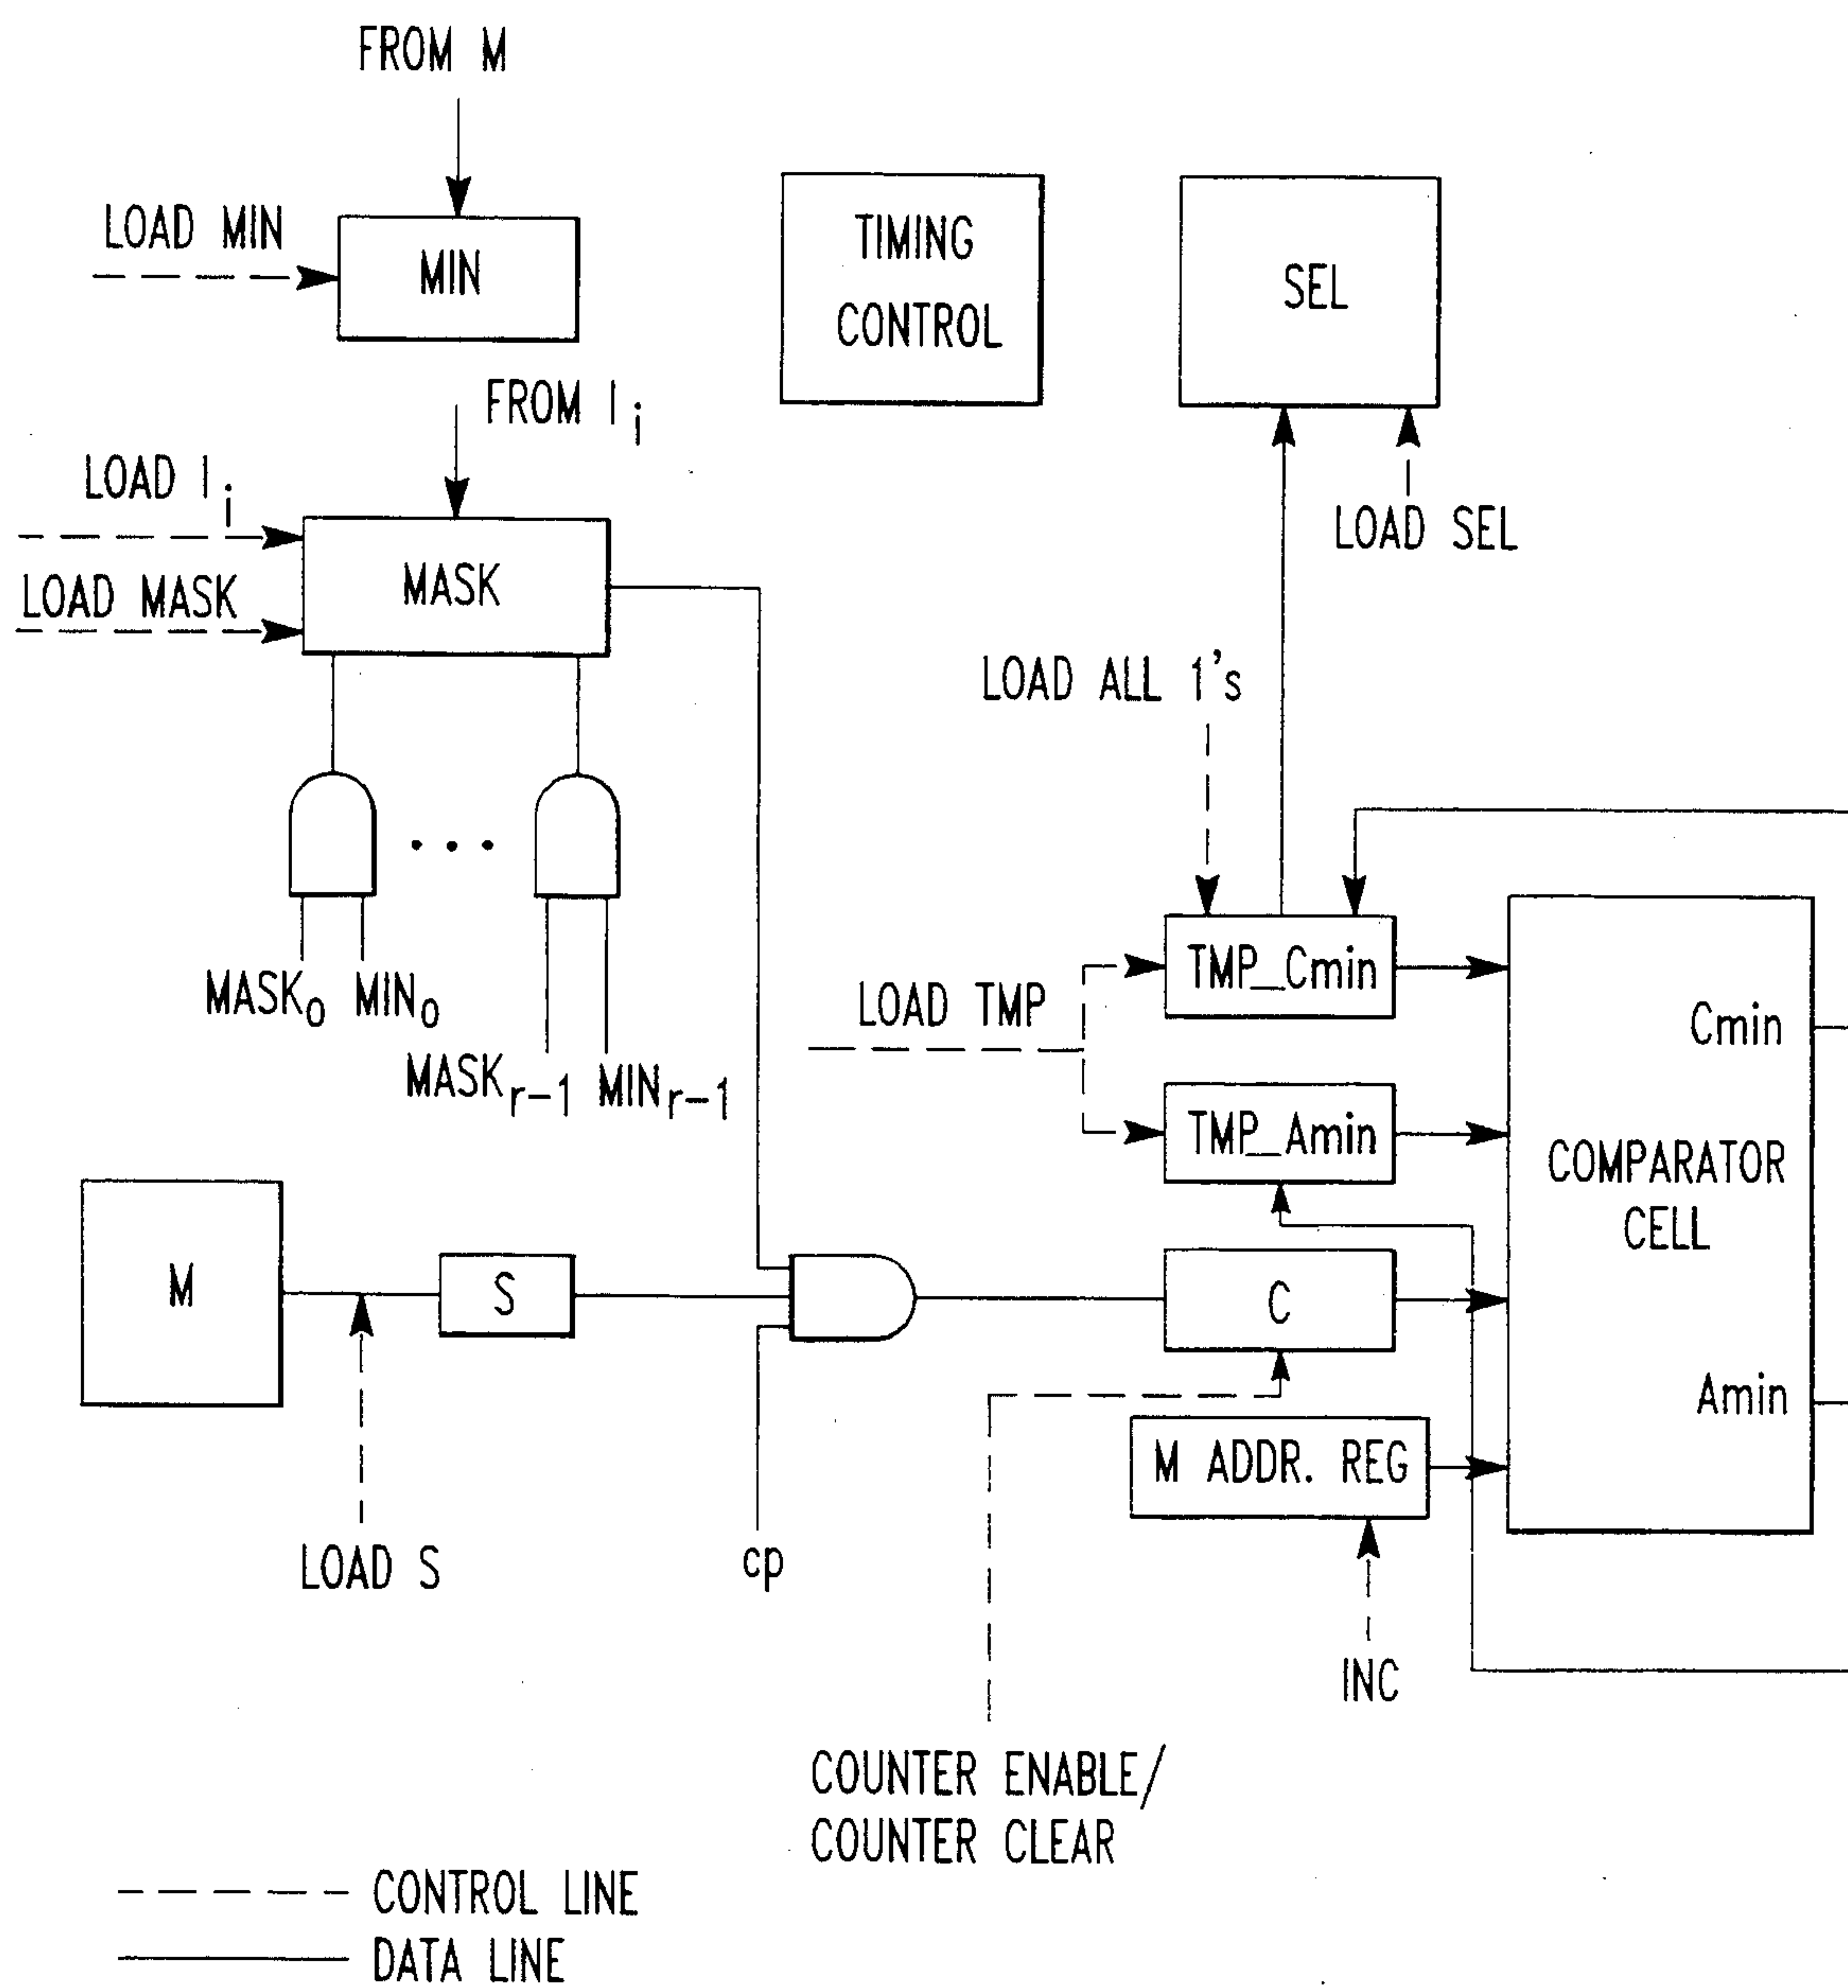 FROM M
LOAD MIN
MIN
TIMING
CONTROL
SEL
FROM I i
LOAD I i
MASK
LOAD MASK
LOAD SEL
LOAD ALL 1's
MASK0 MIN0
MASKr-1 MINr-1
LOAD TMP
TMP_Cmin
TMP_Amin
Cmin
COMPARATOR
CELL
Amin
M
S
C
M ADDR. REG
LOAD S
cp
INC
COUNTER ENABLE/
COUNTER CLEAR
CONTROL LINE
DATA LINE